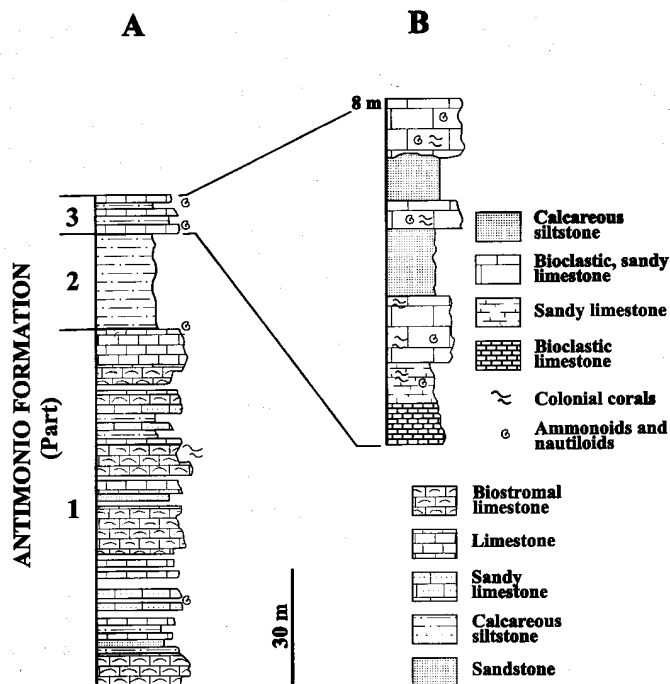 A
B
8 m
3
2
1
ANTIMONIO FORMATION
(Part)
30 m
Calcareous
siltstone
Bioclastic, sandy
limestone
Sandy limestone
Bioclastic
limestone
Colonial corals
Ammonoids and
nautiloids
Biostromal
limestone
Limestone
Sandy
limestone
Calcareous
siltstone
Sandstone